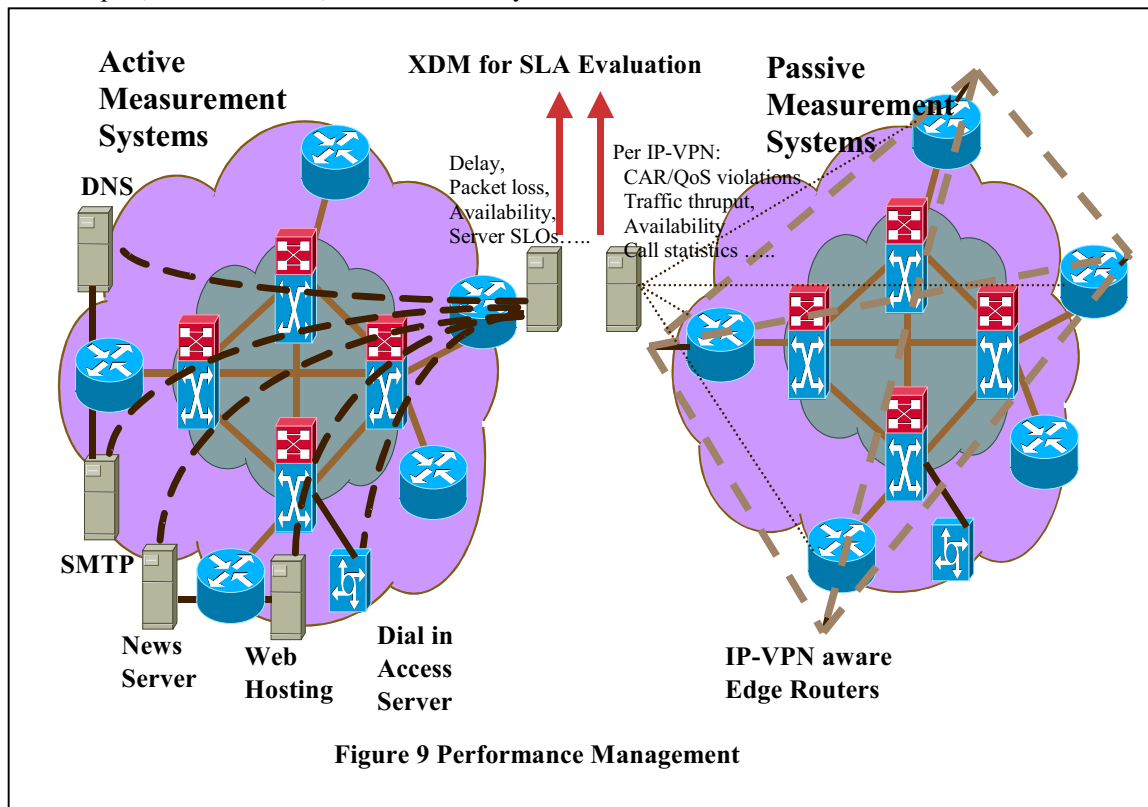 Active
Measurement
Systems
XDM for SLA Evaluation
Passive
Measurement
Systems
Delay,
Packet loss,
Availability,
Server SLOs…..
Per IP-VPN:
CAR/QoS violations
Traffic thruput,
Availability
Call statistics …...
DNS
SMTP
News
Server
Web
Hosting
Dial in
Access
Server
IP-VPN aware
Edge Routers
Figure 9 Performance Management